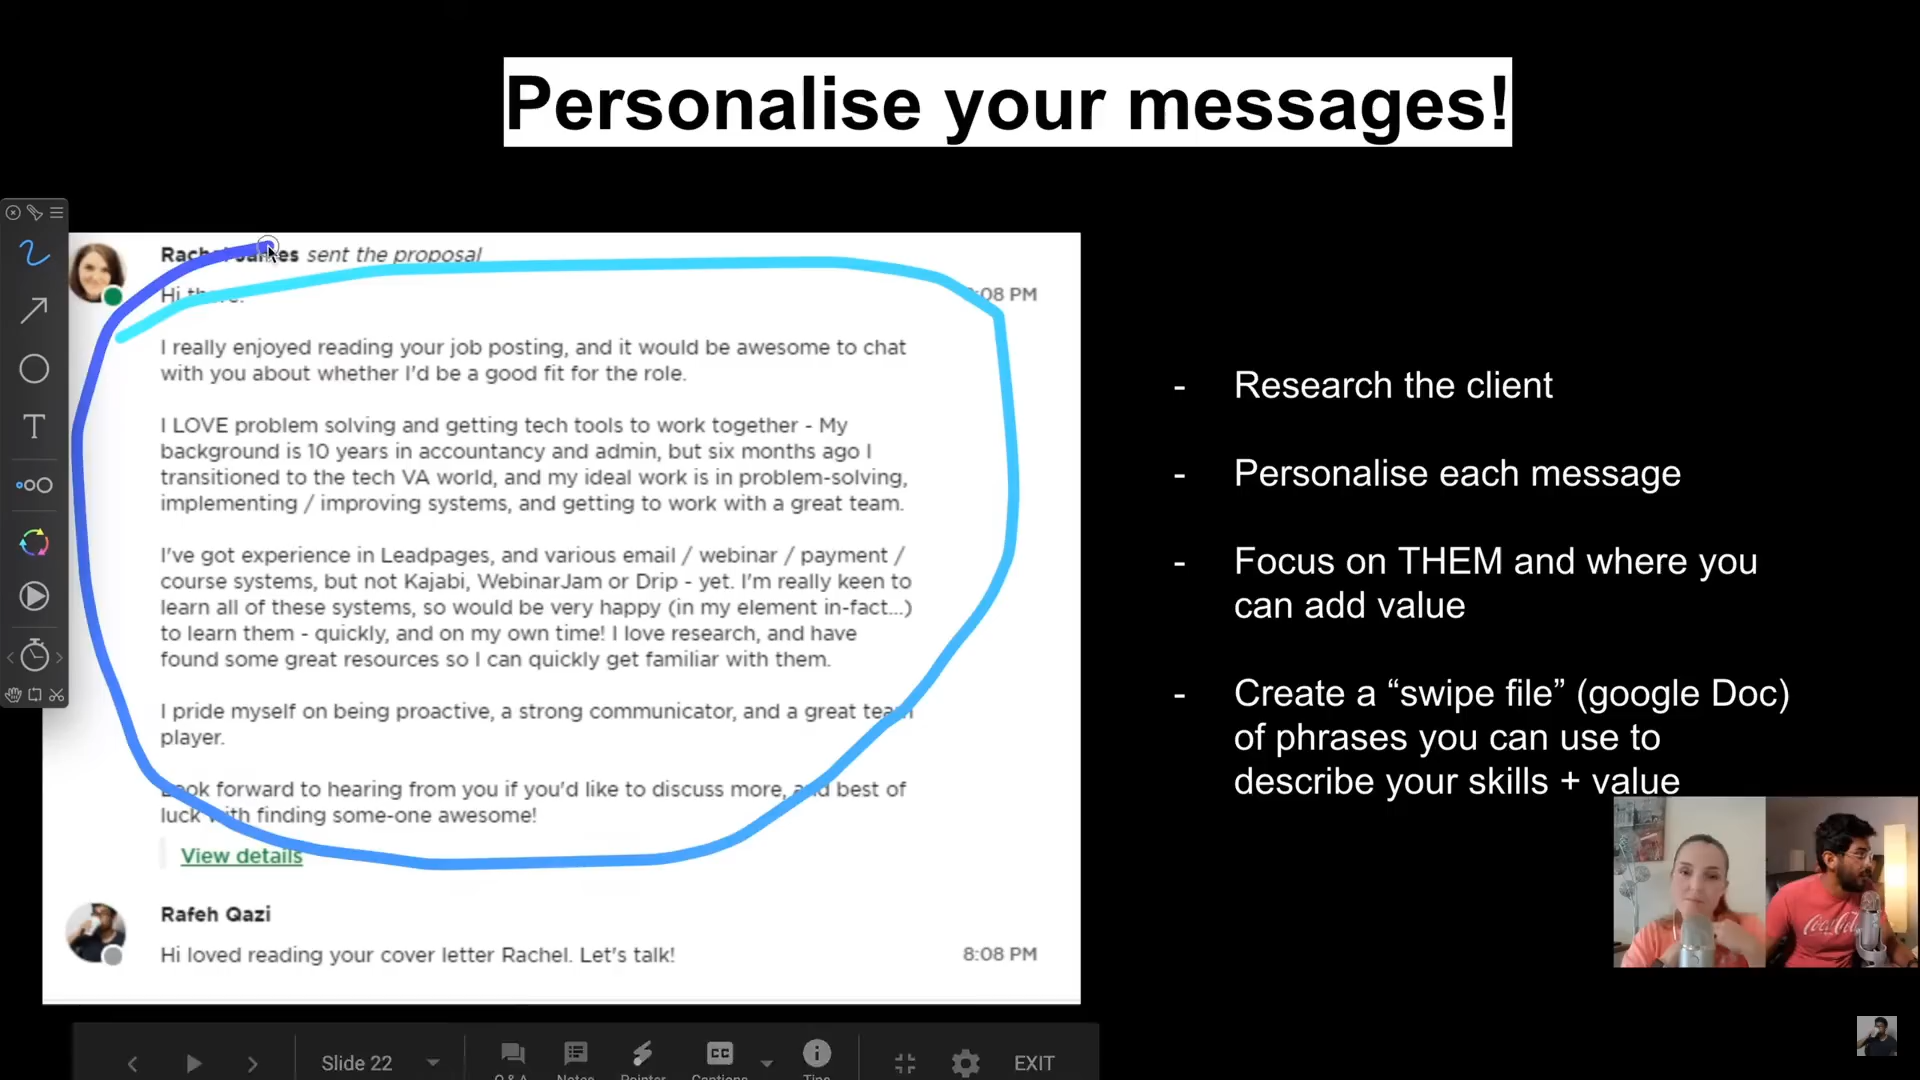 Personalise your messages!
Rachel James sent the proposal
Hi there.
:08 PM
I really enjoyed reading your job posting, and it would be awesome to chat
with you about whether I'd be a good fit for the role.
I LOVE problem solving and getting tech tools to work together - My
background is 10 years in accountancy and admin, but six months ago I
transitioned to the tech VA world, and my ideal work is in problem-solving,
implementing / improving systems, and getting to work with a great team.
I've got experience in Leadpages, and various email / webinar / payment /
course systems, but not Kajabi, WebinarJam or Drip - yet. I'm really keen to
learn all of these systems, so would be very happy (in my element in-fact...)
to learn them - quickly, and on my own time! I love research, and have
found some great resources so I can quickly get familiar with them.
I pride myself on being proactive, a strong communicator, and a great team
player.
Look forward to hearing from you if you'd like to discuss more, and best of
luck with finding some-one awesome!
View details
Rafeh Qazi
Hi loved reading your cover letter Rachel. Let's talk!
8:08 PM
- Research the client
- Personalise each message
- Focus on THEM and where you
can add value
- Create a “swipe file” (google Doc)
of phrases you can use to
describe your skills + value
T
Coca-Cola
Slide 22
Q & A
Notes
Pointer
CC
Captions
Tips
EXIT